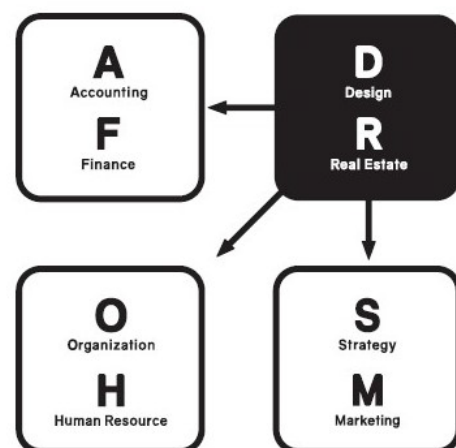 A
Accounting
F
Finance
D
Design
R
Real Estate
O
Organization
H
Human Resource
S
Strategy
M
Marketing